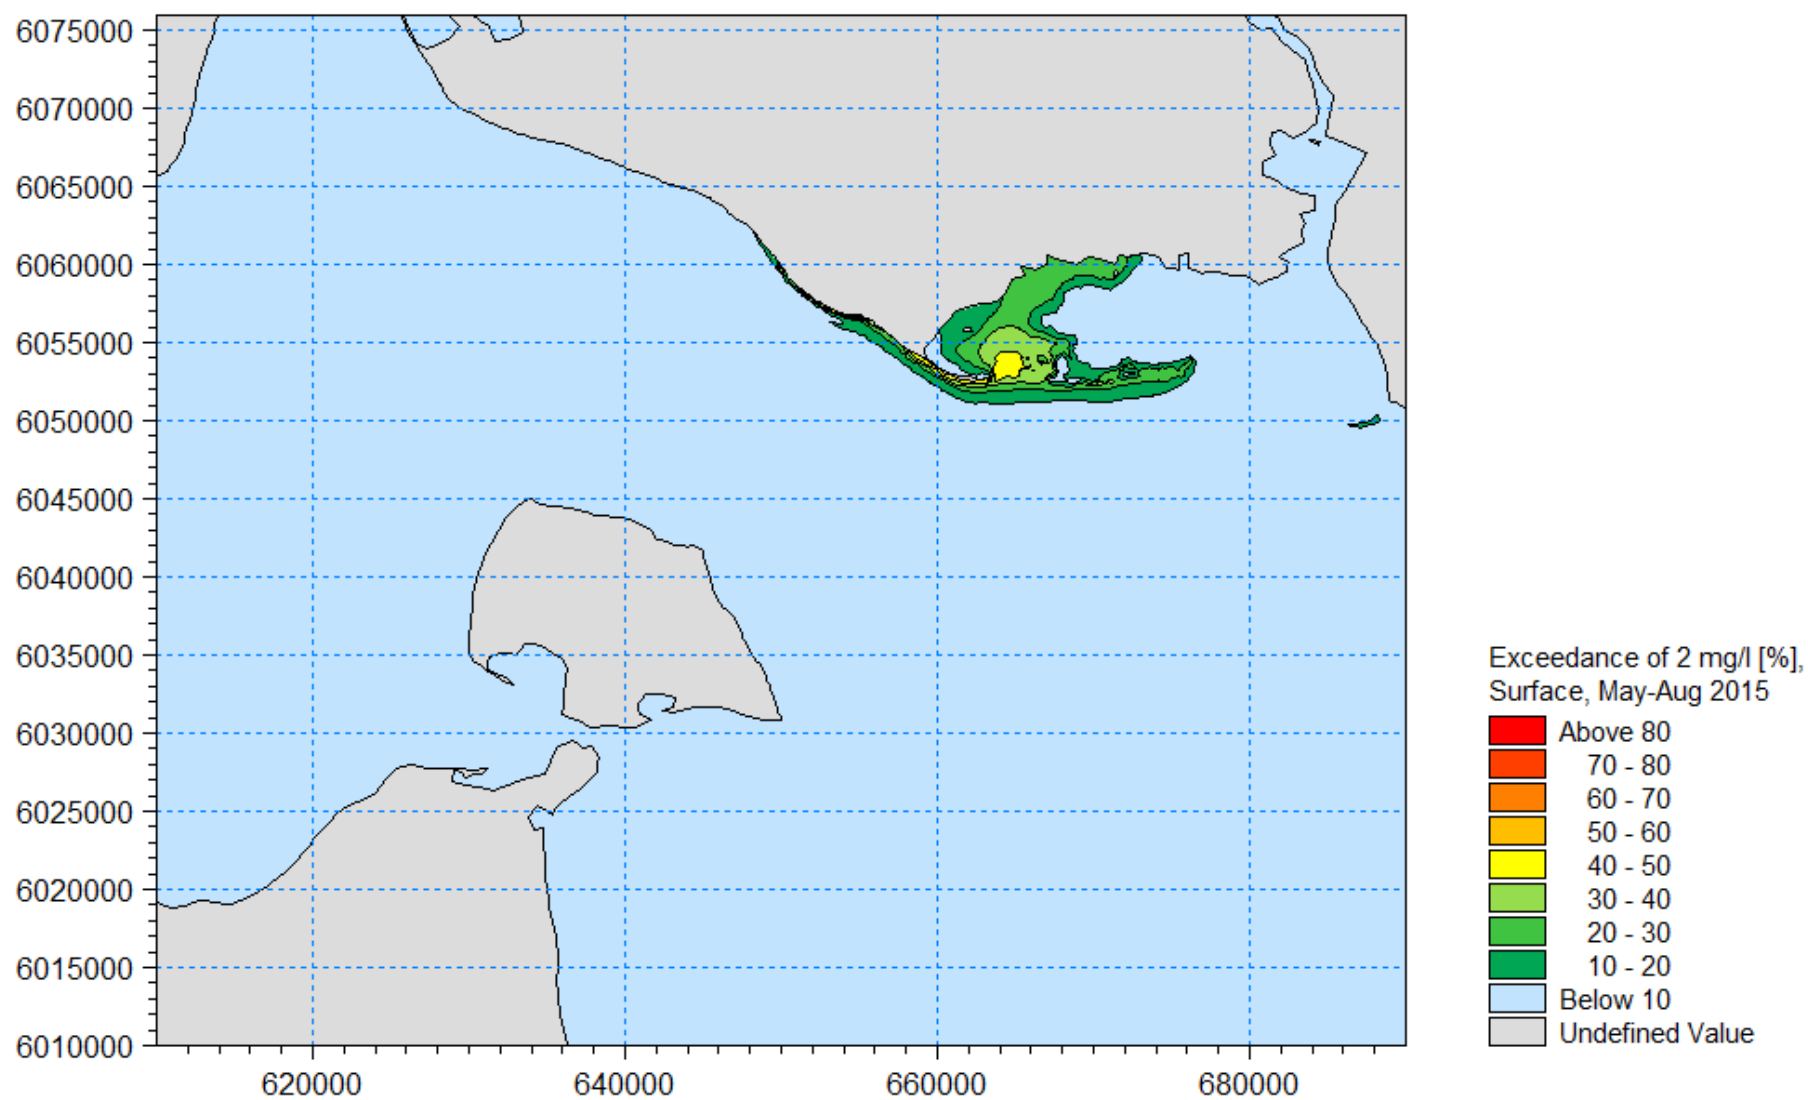 6075000
6070000
6065000
6060000
6055000
6050000
6045000
6040000
6035000
6030000
6025000
6020000
6015000
6010000
620000 640000 660000 680000
Exceedance of 2 mg/l [%],
Surface, May-Aug 2015
Above 80
70 - 80
60 - 70
50 - 60
40 - 50
30 - 40
20 - 30
10 - 20
Below 10
Undefined Value